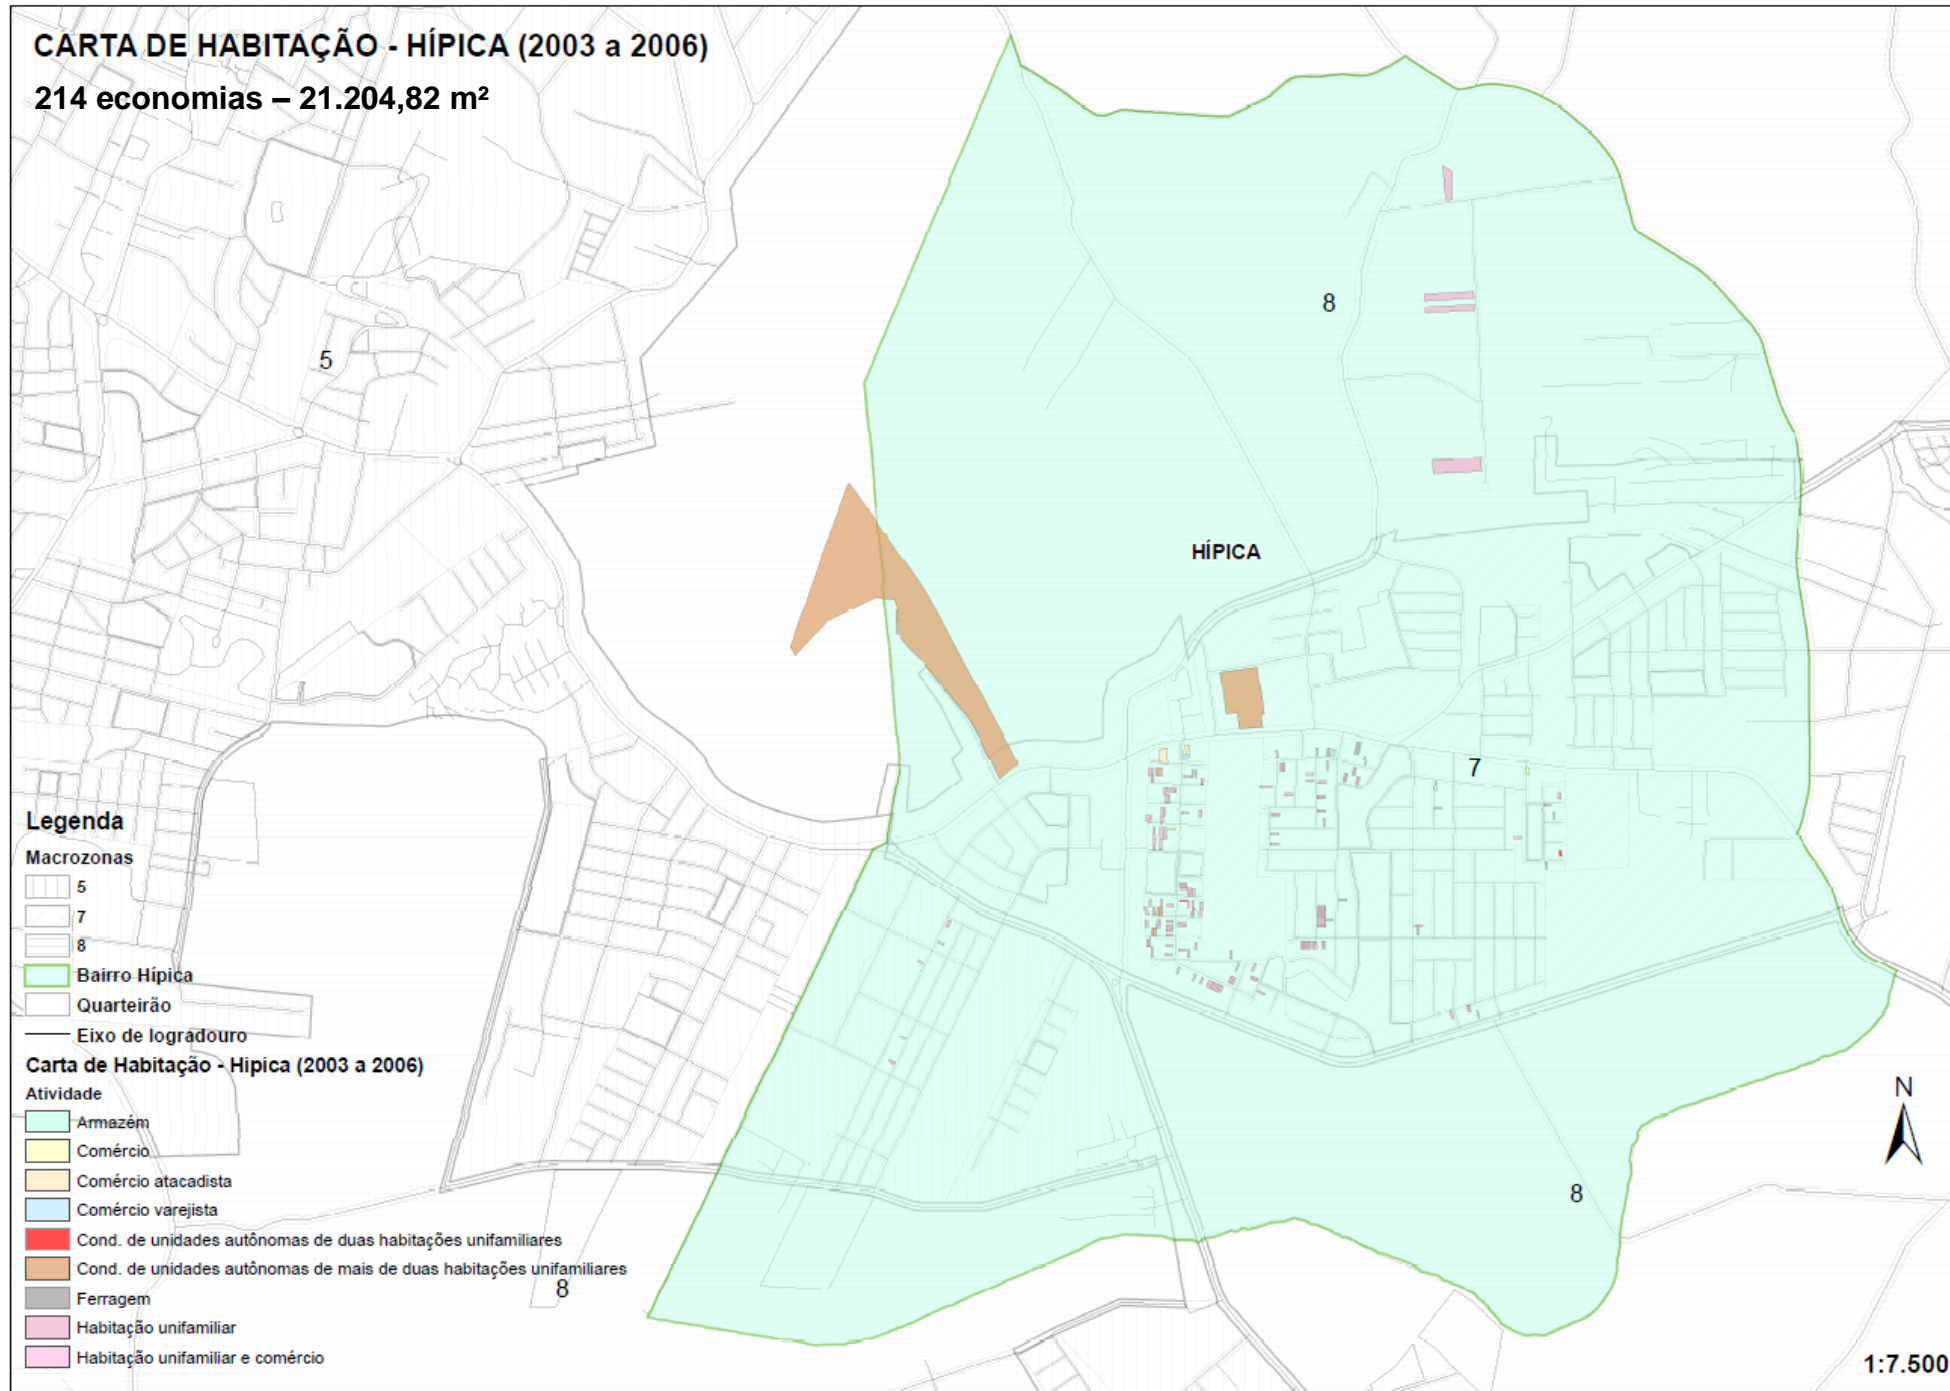 CARTA DE HABITAÇÃO - HÍPICA (2003 a 2006)
214 economias – 21.204,82 m²
8
5
HÍPICA
7
Legenda
Macrozonas
5
7
8
Bairro Hípica
Quarteirão
Eixo de logradouro
Carta de Habitação - Hipica (2003 a 2006)
Atividade
Armazém
Comércio
Comércio atacadista
Comércio varejista
Cond. de unidades autônomas de duas habitações unifamiliares
Cond. de unidades autônomas de mais de duas habitações unifamiliares
Ferragem
Habitação unifamiliar
Habitação unifamiliar e comércio
8
N
8
1:7.500